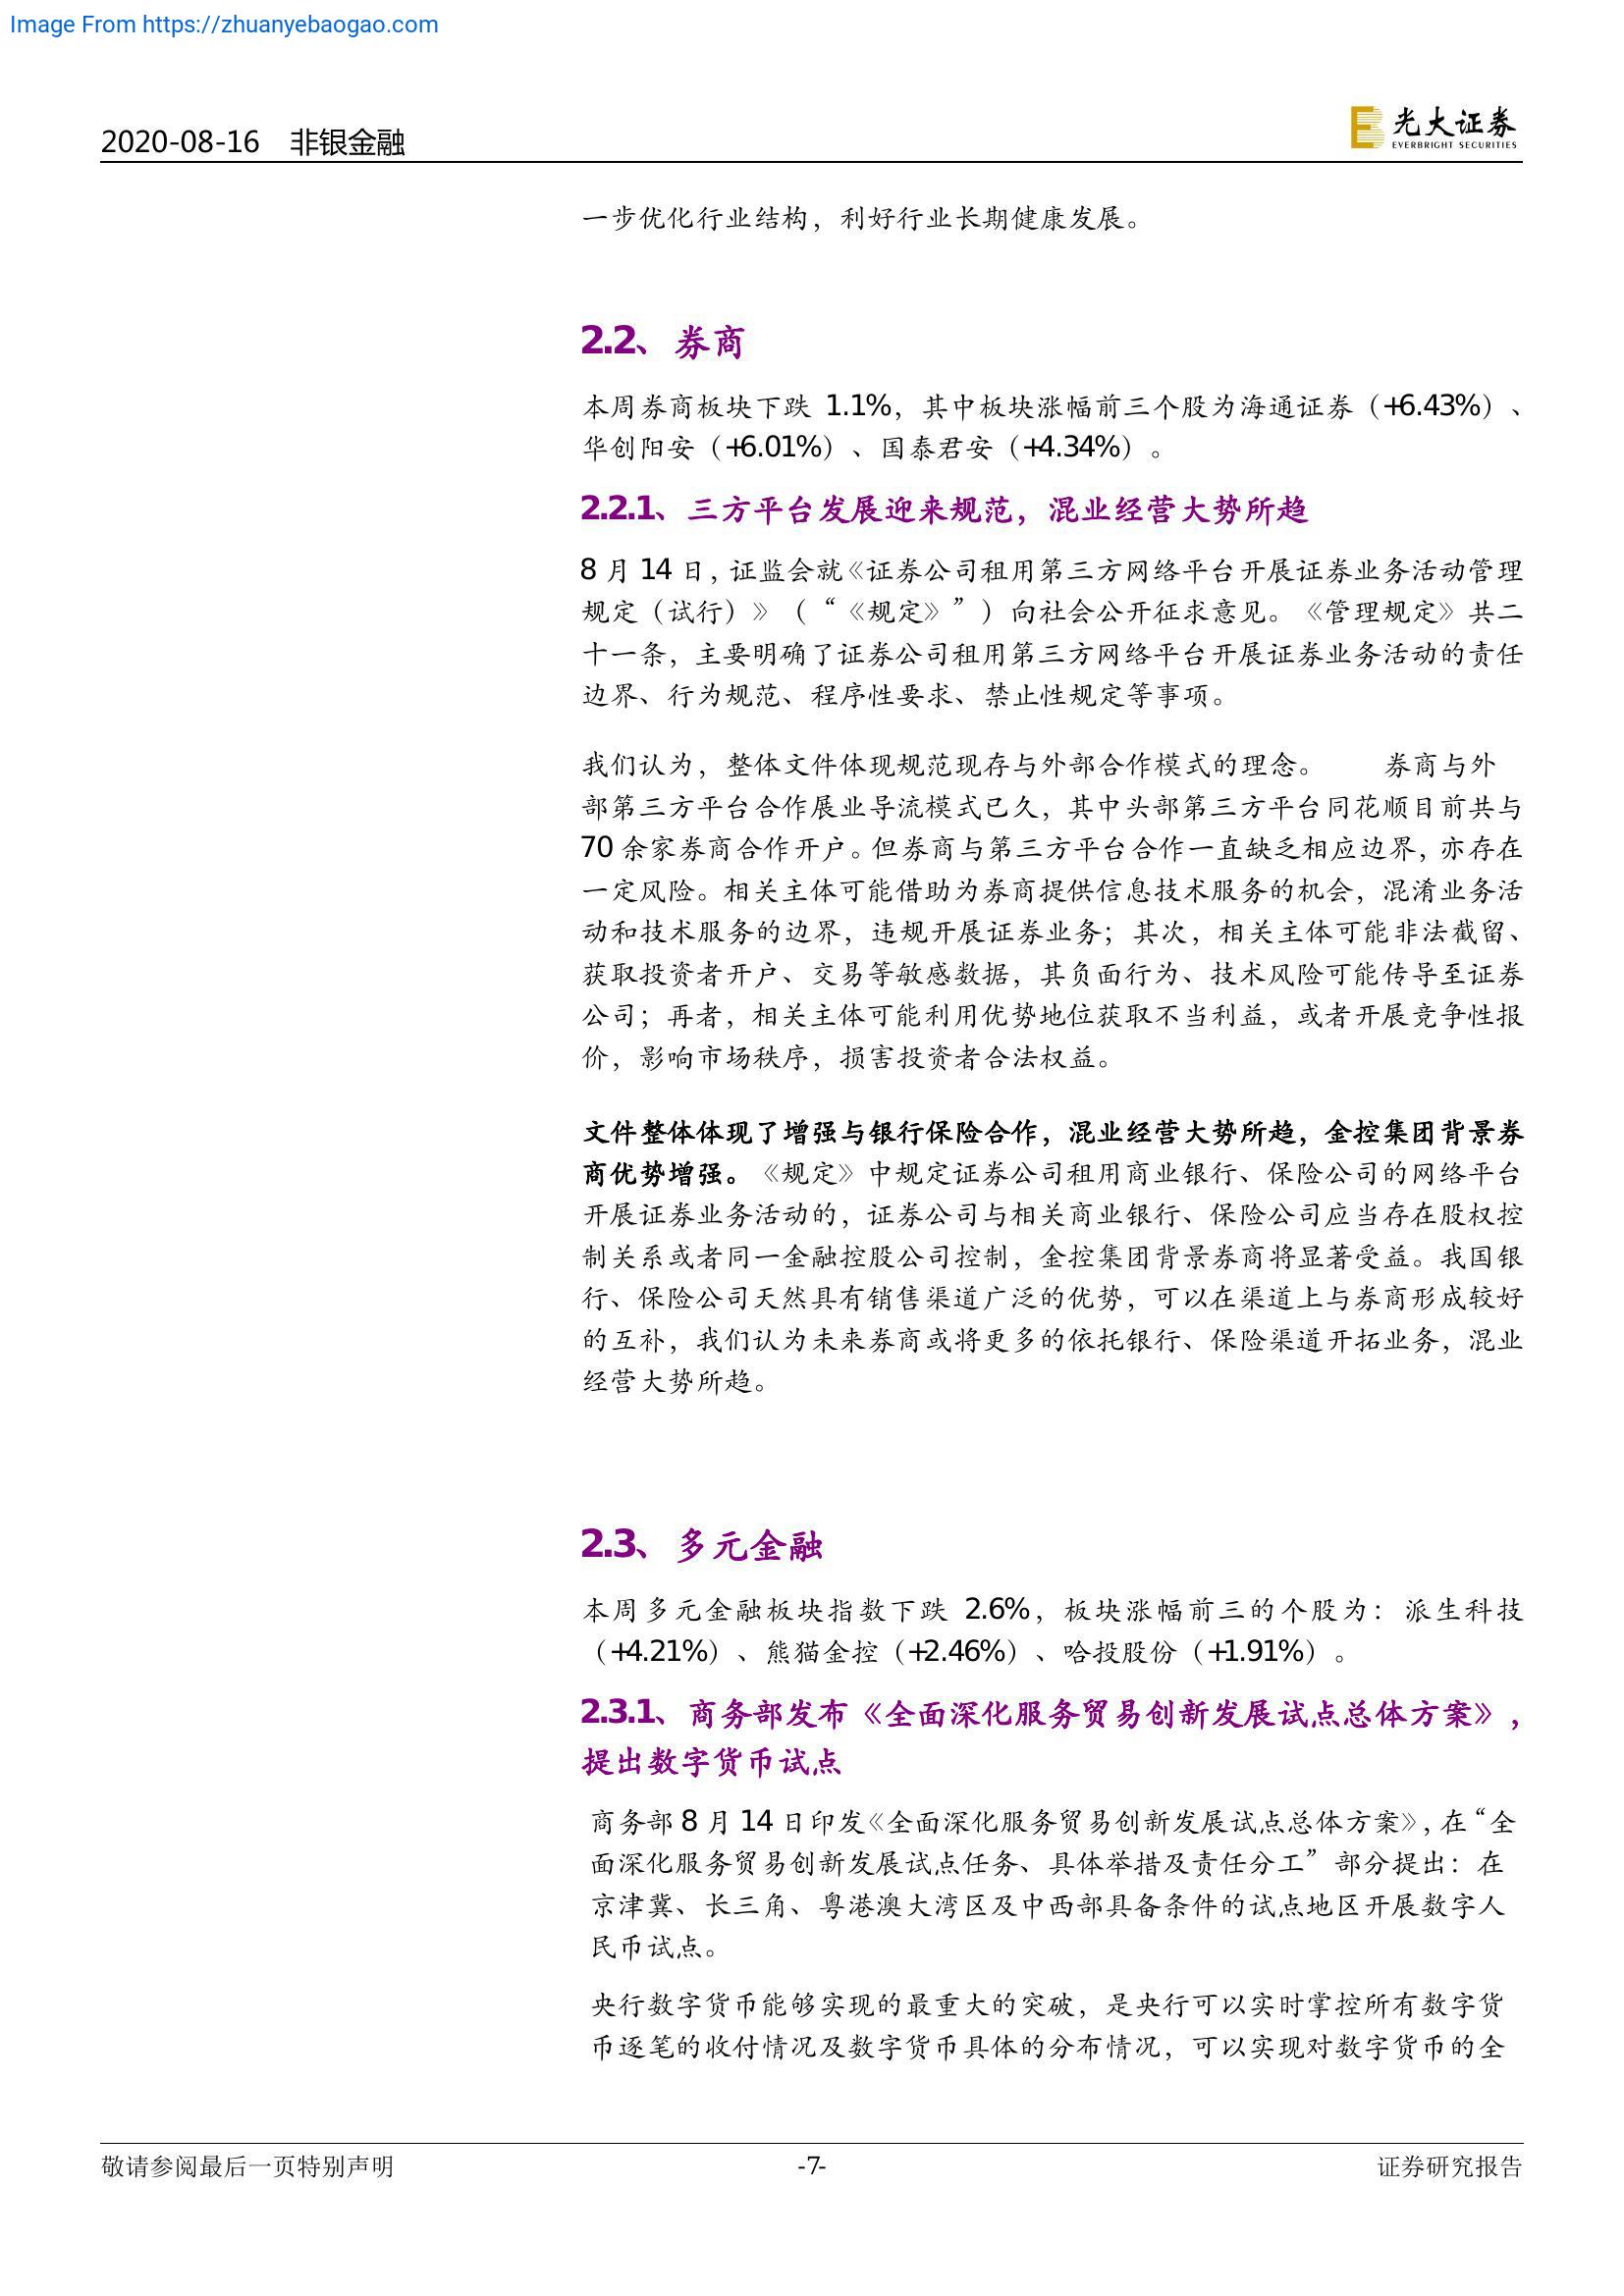 Image From https://zhuanyebaogao.com
2020-08-16 非银金融
光大证券
EVERBRIGHT SECURITIES
一步优化行业结构，利好行业长期健康发展。
2.2、券商
本周券商板块下跌 1.1%，其中板块涨幅前三个股为海通证券（+6.43%）、
华创阳安（+6.01%）、国泰君安（+4.34%）。
2.2.1、三方平台发展迎来规范，混业经营大势所趋
8 月 14 日，证监会就《证券公司租用第三方网络平台开展证券业务活动管理
规定（试行）》（“《规定》”）向社会公开征求意见。《管理规定》共二
十一条，主要明确了证券公司租用第三方网络平台开展证券业务活动的责任
边界、行为规范、程序性要求、禁止性规定等事项。
我们认为，整体文件体现规范现存与外部合作模式的理念。 券商与外
部第三方平台合作展业导流模式已久，其中头部第三方平台同花顺目前共与
70 余家券商合作开户。但券商与第三方平台合作一直缺乏相应边界，亦存在
一定风险。相关主体可能借助为券商提供信息技术服务的机会，混淆业务活
动和技术服务的边界，违规开展证券业务；其次，相关主体可能非法截留、
获取投资者开户、交易等敏感数据，其负面行为、技术风险可能传导至证券
公司；再者，相关主体可能利用优势地位获取不当利益，或者开展竞争性报
价，影响市场秩序，损害投资者合法权益。
文件整体体现了增强与银行保险合作，混业经营大势所趋，金控集团背景券
商优势增强。《规定》中规定证券公司租用商业银行、保险公司的网络平台
开展证券业务活动的，证券公司与相关商业银行、保险公司应当存在股权控
制关系或者同一金融控股公司控制，金控集团背景券商将显著受益。我国银
行、保险公司天然具有销售渠道广泛的优势，可以在渠道上与券商形成较好
的互补，我们认为未来券商或将更多的依托银行、保险渠道开拓业务，混业
经营大势所趋。
2.3、多元金融
本周多元金融板块指数下跌 2.6%，板块涨幅前三的个股为：派生科技
（+4.21%）、熊猫金控（+2.46%）、哈投股份（+1.91%）。
2.3.1、商务部发布《全面深化服务贸易创新发展试点总体方案》，
提出数字货币试点
商务部 8 月 14 日印发《全面深化服务贸易创新发展试点总体方案》，在“全
面深化服务贸易创新发展试点任务、具体举措及责任分工”部分提出：在
京津冀、长三角、粤港澳大湾区及中西部具备条件的试点地区开展数字人
民币试点。
央行数字货币能够实现的最重大的突破，是央行可以实时掌控所有数字货
币逐笔的收付情况及数字货币具体的分布情况，可以实现对数字货币的全
敬请参阅最后一页特别声明
-7-
证券研究报告